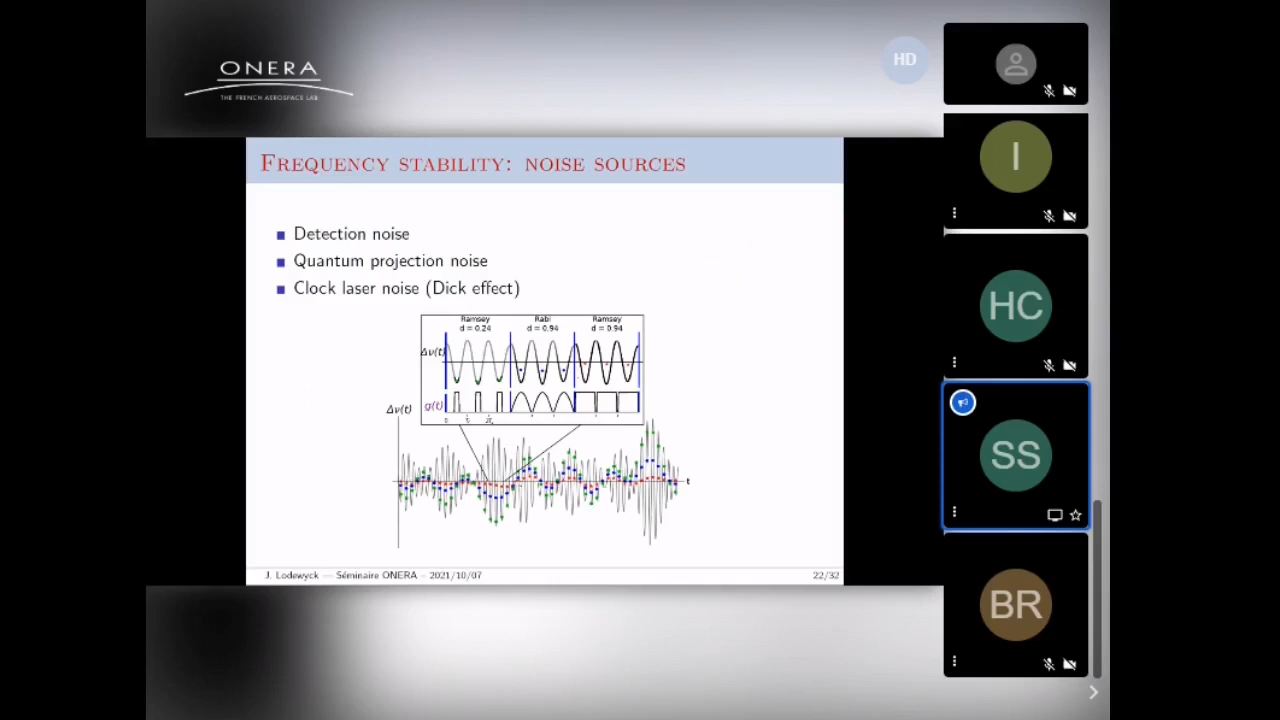 ONERA
THE FRENCH AEROSPACE LAB
HD
FREQUENCY STABILITY: NOISE SOURCES
Detection noise
Quantum projection noise
Clock laser noise (Dick effect)
Ramsey Rabi Ramsey
d = 0.24 d = 0.94 d = 0.94
Δν(t)
g(t)
0
Δν(t)
t
J. Lodewyck — Séminaire ONERA – 2021/10/07
22/32
I
HC
SS
BR